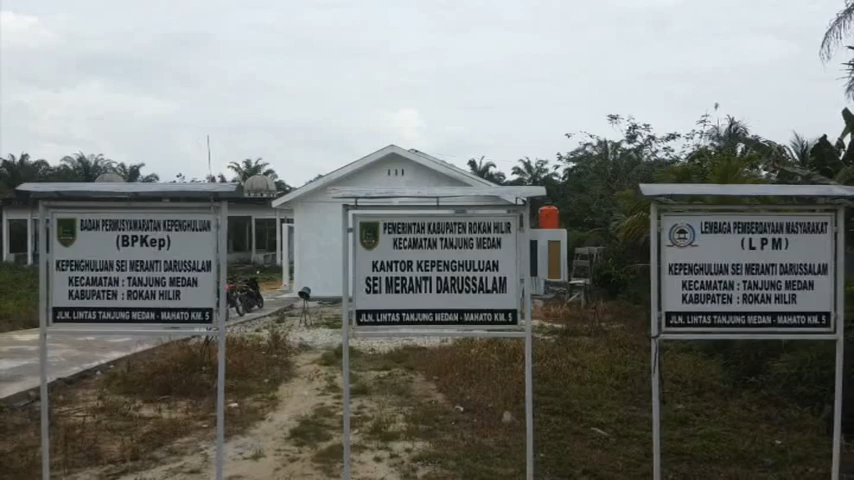 BADAN PERMUSYAWARATAN KEPENGHULUAN
(BPKep)
KEPENGHULUAN SEI MERANTI DARUSSALAM
KECAMATAN : TANJUNG MEDAN
KABUPATEN : ROKAN HILIR
JLN. LINTAS TANJUNG MEDAN - MAHATO KM. 5
PEMERINTAH KABUPATEN ROKAN HILIR
KECAMATAN TANJUNG MEDAN
KANTOR KEPENGHULUAN
SEI MERANTI DARUSSALAM
JLN. LINTAS TANJUNG MEDAN - MAHATO KM. 5
LEMBAGA PEMBERDAYAAN MASYARAKAT
(LPM)
KEPENGHULUAN SEI MERANTI DARUSSALAM
KECAMATAN : TANJUNG MEDAN
KABUPATEN : ROKAN HILIR
JLN. LINTAS TANJUNG MEDAN - MAHATO KM. 5